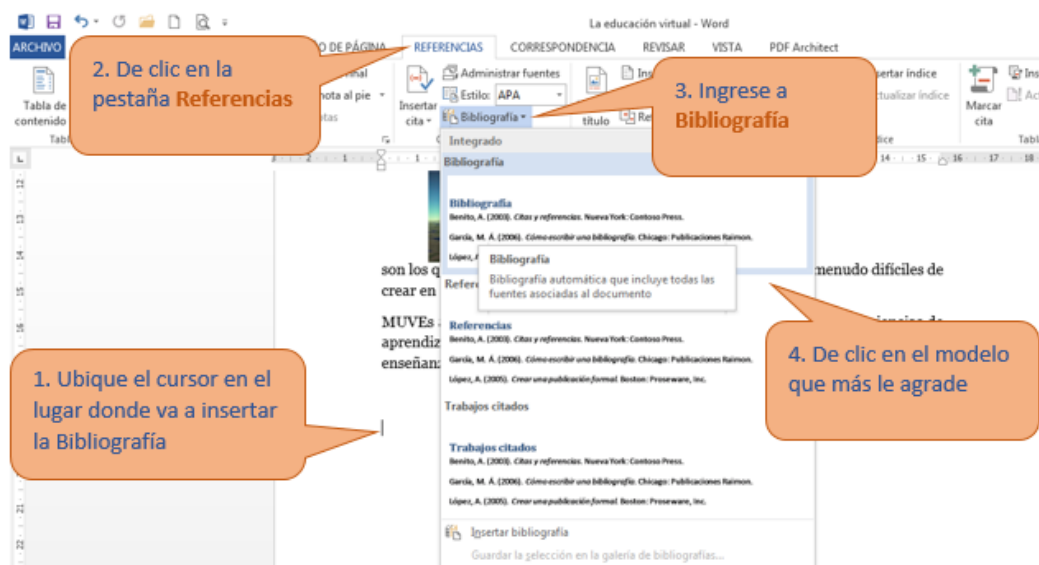 La educación virtual - Word
ARCHIVO
DE PÁGINA
REFERENCIAS
CORRESPONDENCIA
REVISAR
VISTA
PDF Architect
2. De clic en la
pestaña Referencias
Tabla de
contenido
nota al pie
Insertar
cita
Administrar fuentes
Estilo: APA
Bibliografía
título
3. Ingrese a
Bibliografía
índice
Marcar
cita
Integrado
Bibliografía
Bibliografía
Benito, A. (2003). Citas y referencias. Nueva York: Contoso Press.
García, M. Á. (2006). Cómo escribir una bibliografía. Chicago: Publicaciones Raimon.
López,
Bibliografía
Bibliografía automática que incluye todas las
fuentes asociadas al documento
son los
menudo difíciles de
crear en
MUVEs
Referencias
Benito, A. (2003). Citas y referencias. Nueva York: Contoso Press.
García, M. Á. (2006). Cómo escribir una bibliografía. Chicago: Publicaciones Raimon.
López, A. (2005). Crear una publicación formal. Boston: Proseware, Inc.
4. De clic en el modelo
que más le agrade
1. Ubique el cursor en el
lugar donde va a insertar
la Bibliografía
Trabajos citados
Trabajos citados
Benito, A. (2003). Citas y referencias. Nueva York: Contoso Press.
García, M. Á. (2006). Cómo escribir una bibliografía. Chicago: Publicaciones Raimon.
López, A. (2005). Crear una publicación formal. Boston: Proseware, Inc.
Insertar bibliografía
Guardar la selección en la galería de bibliografías...